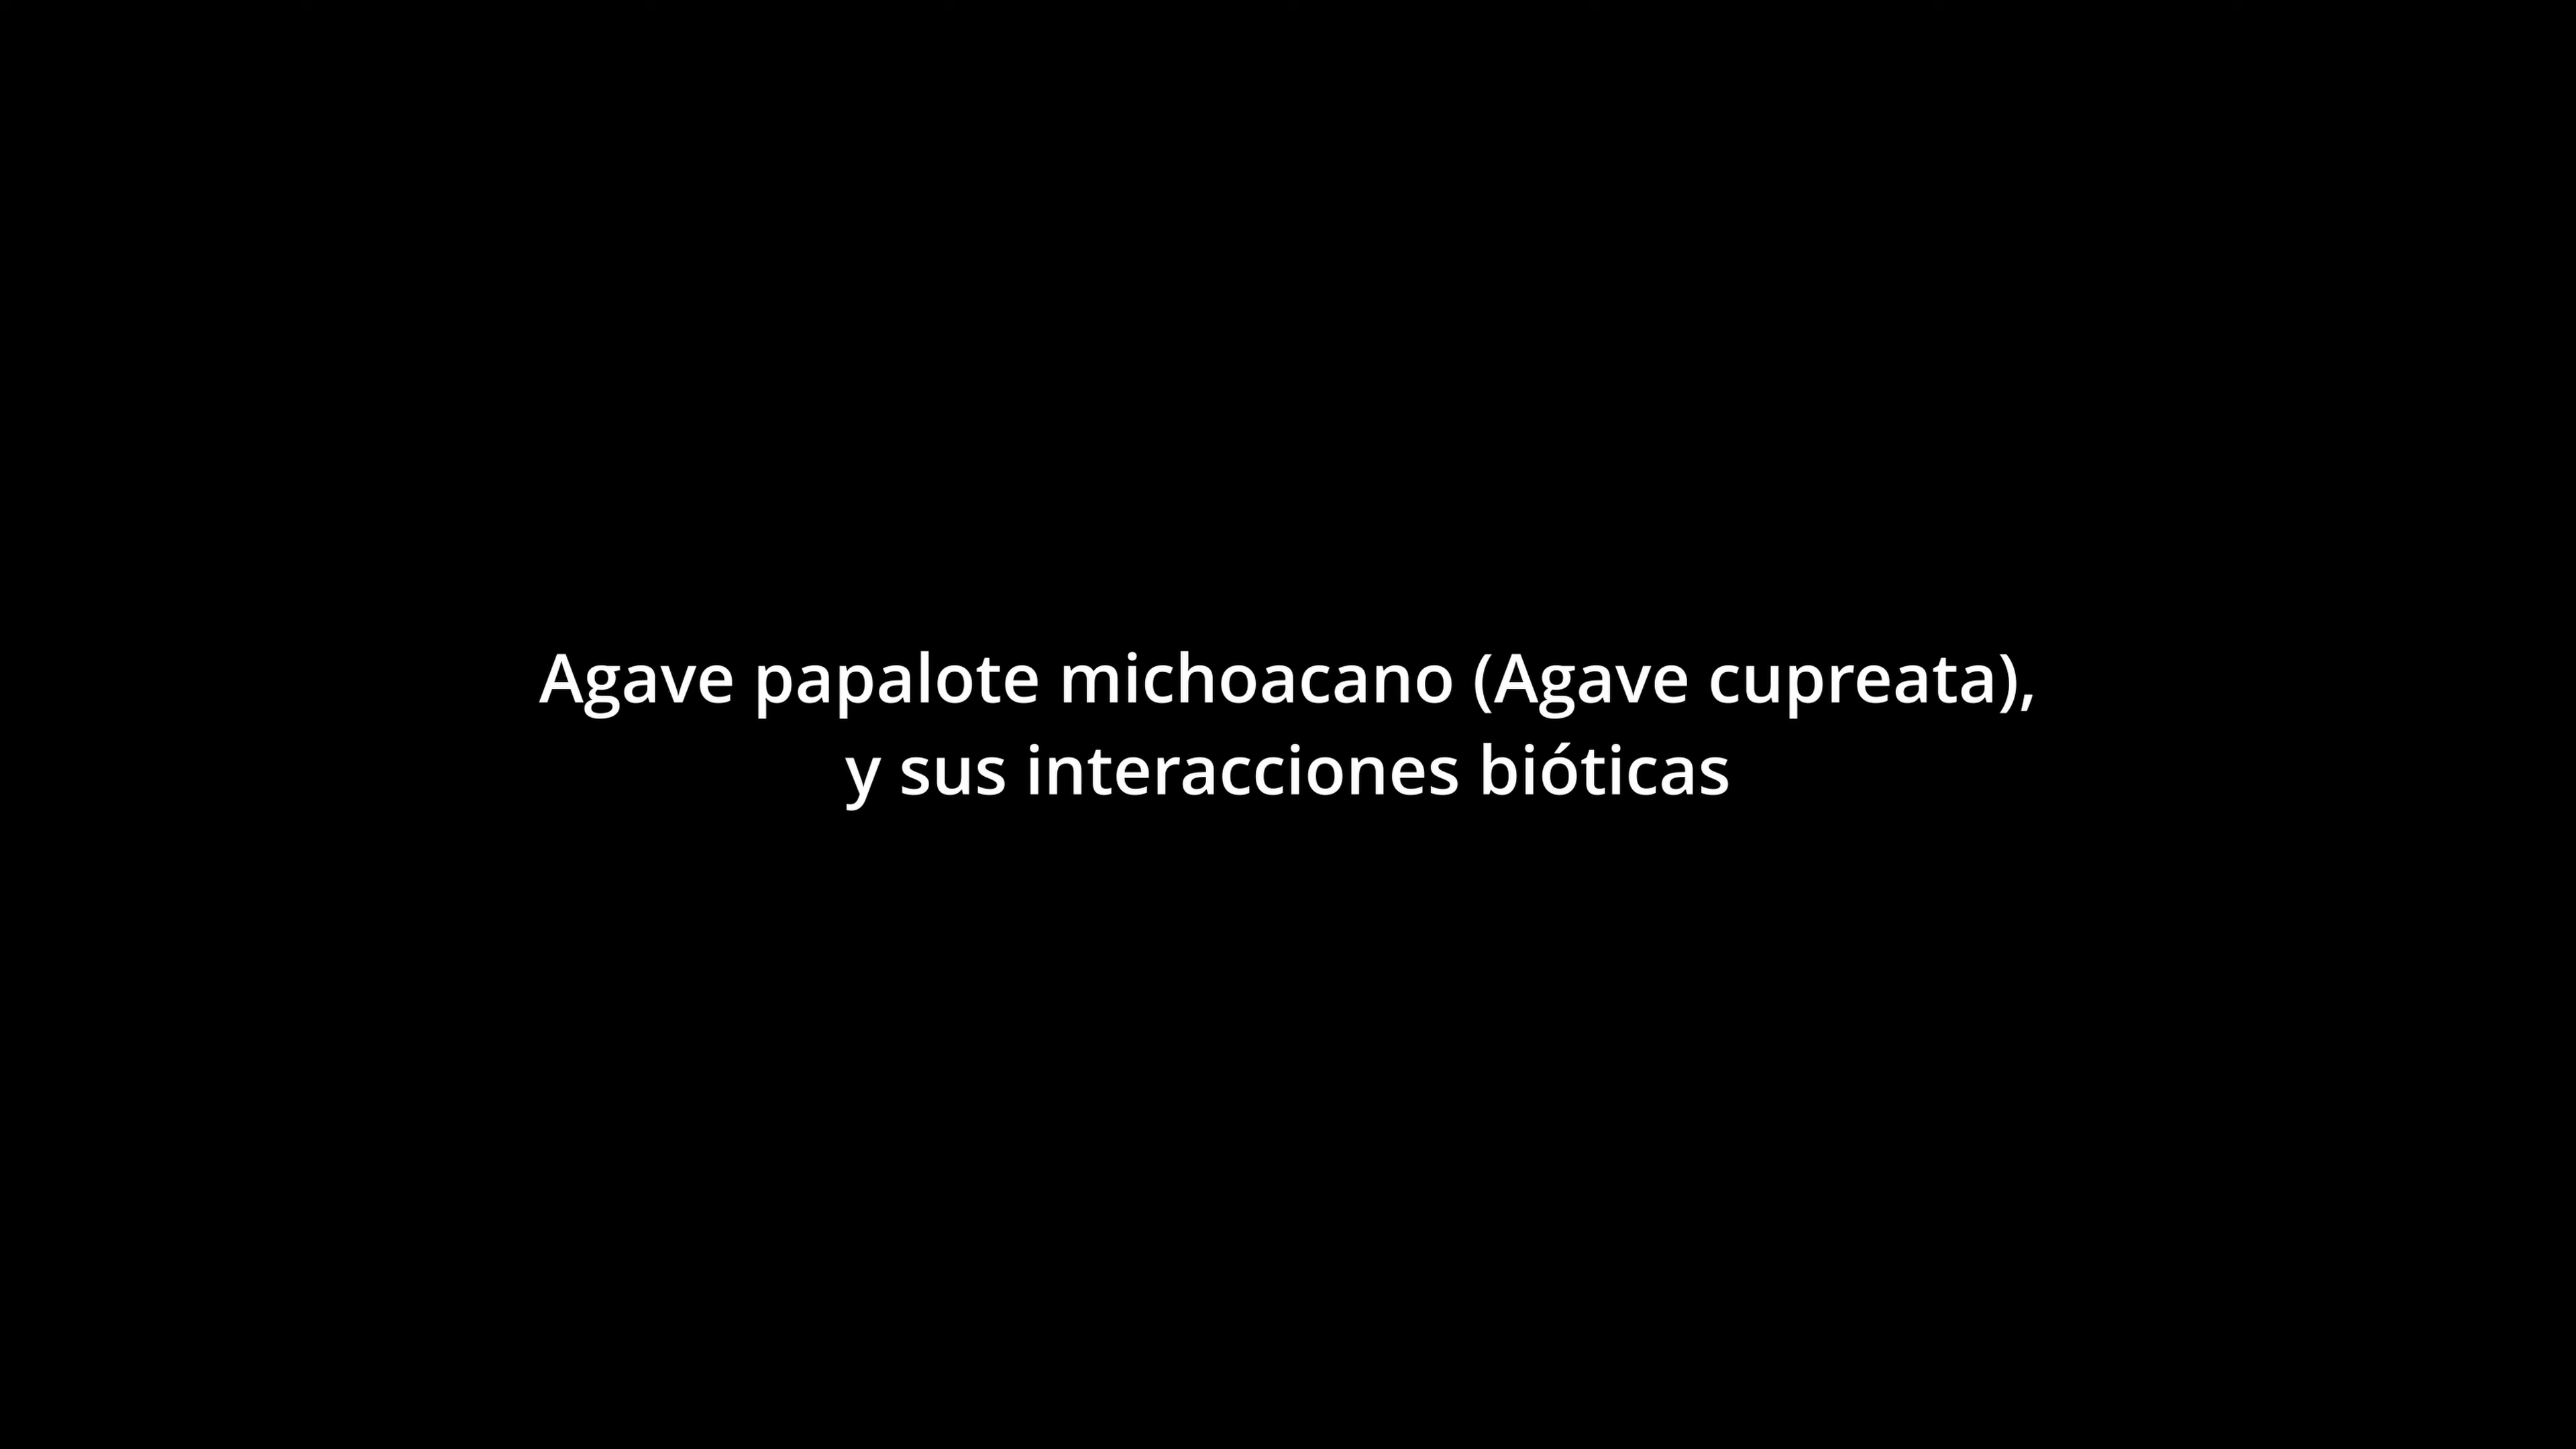 Agave papalote michoacano (Agave cupreata),
y sus interacciones bióticas